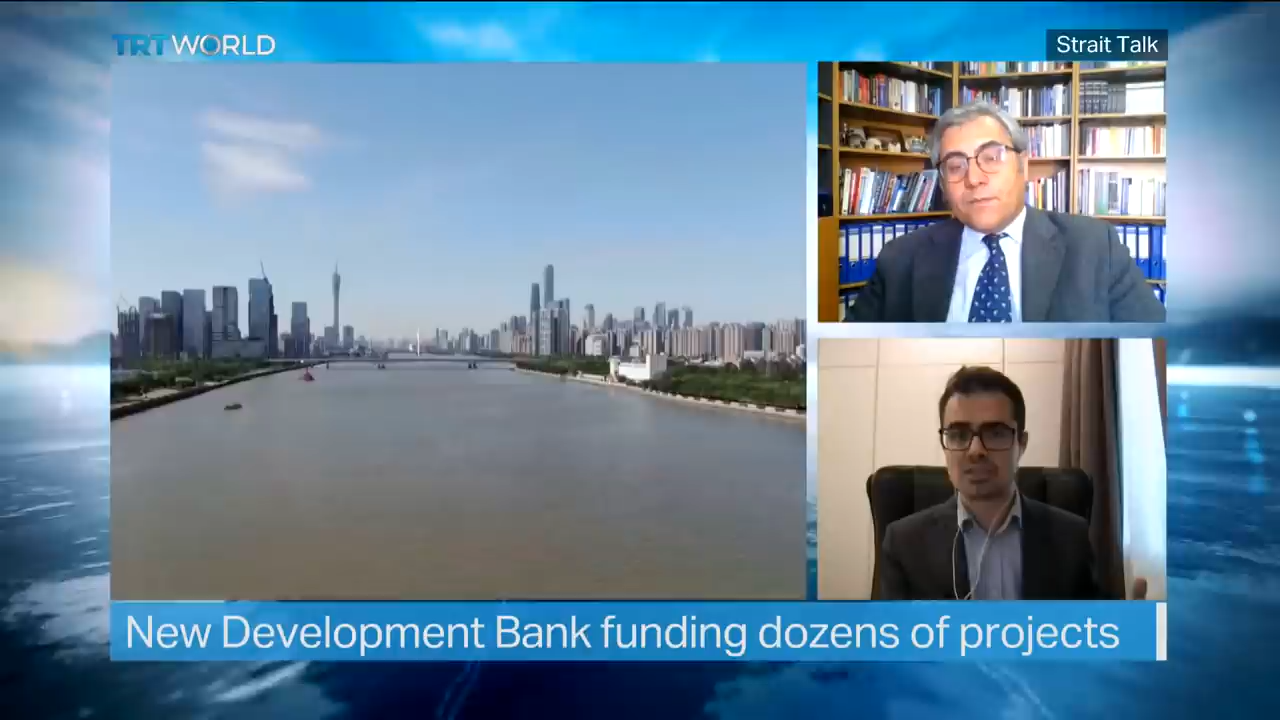 TRT WORLD
Strait Talk
New Development Bank funding dozens of projects